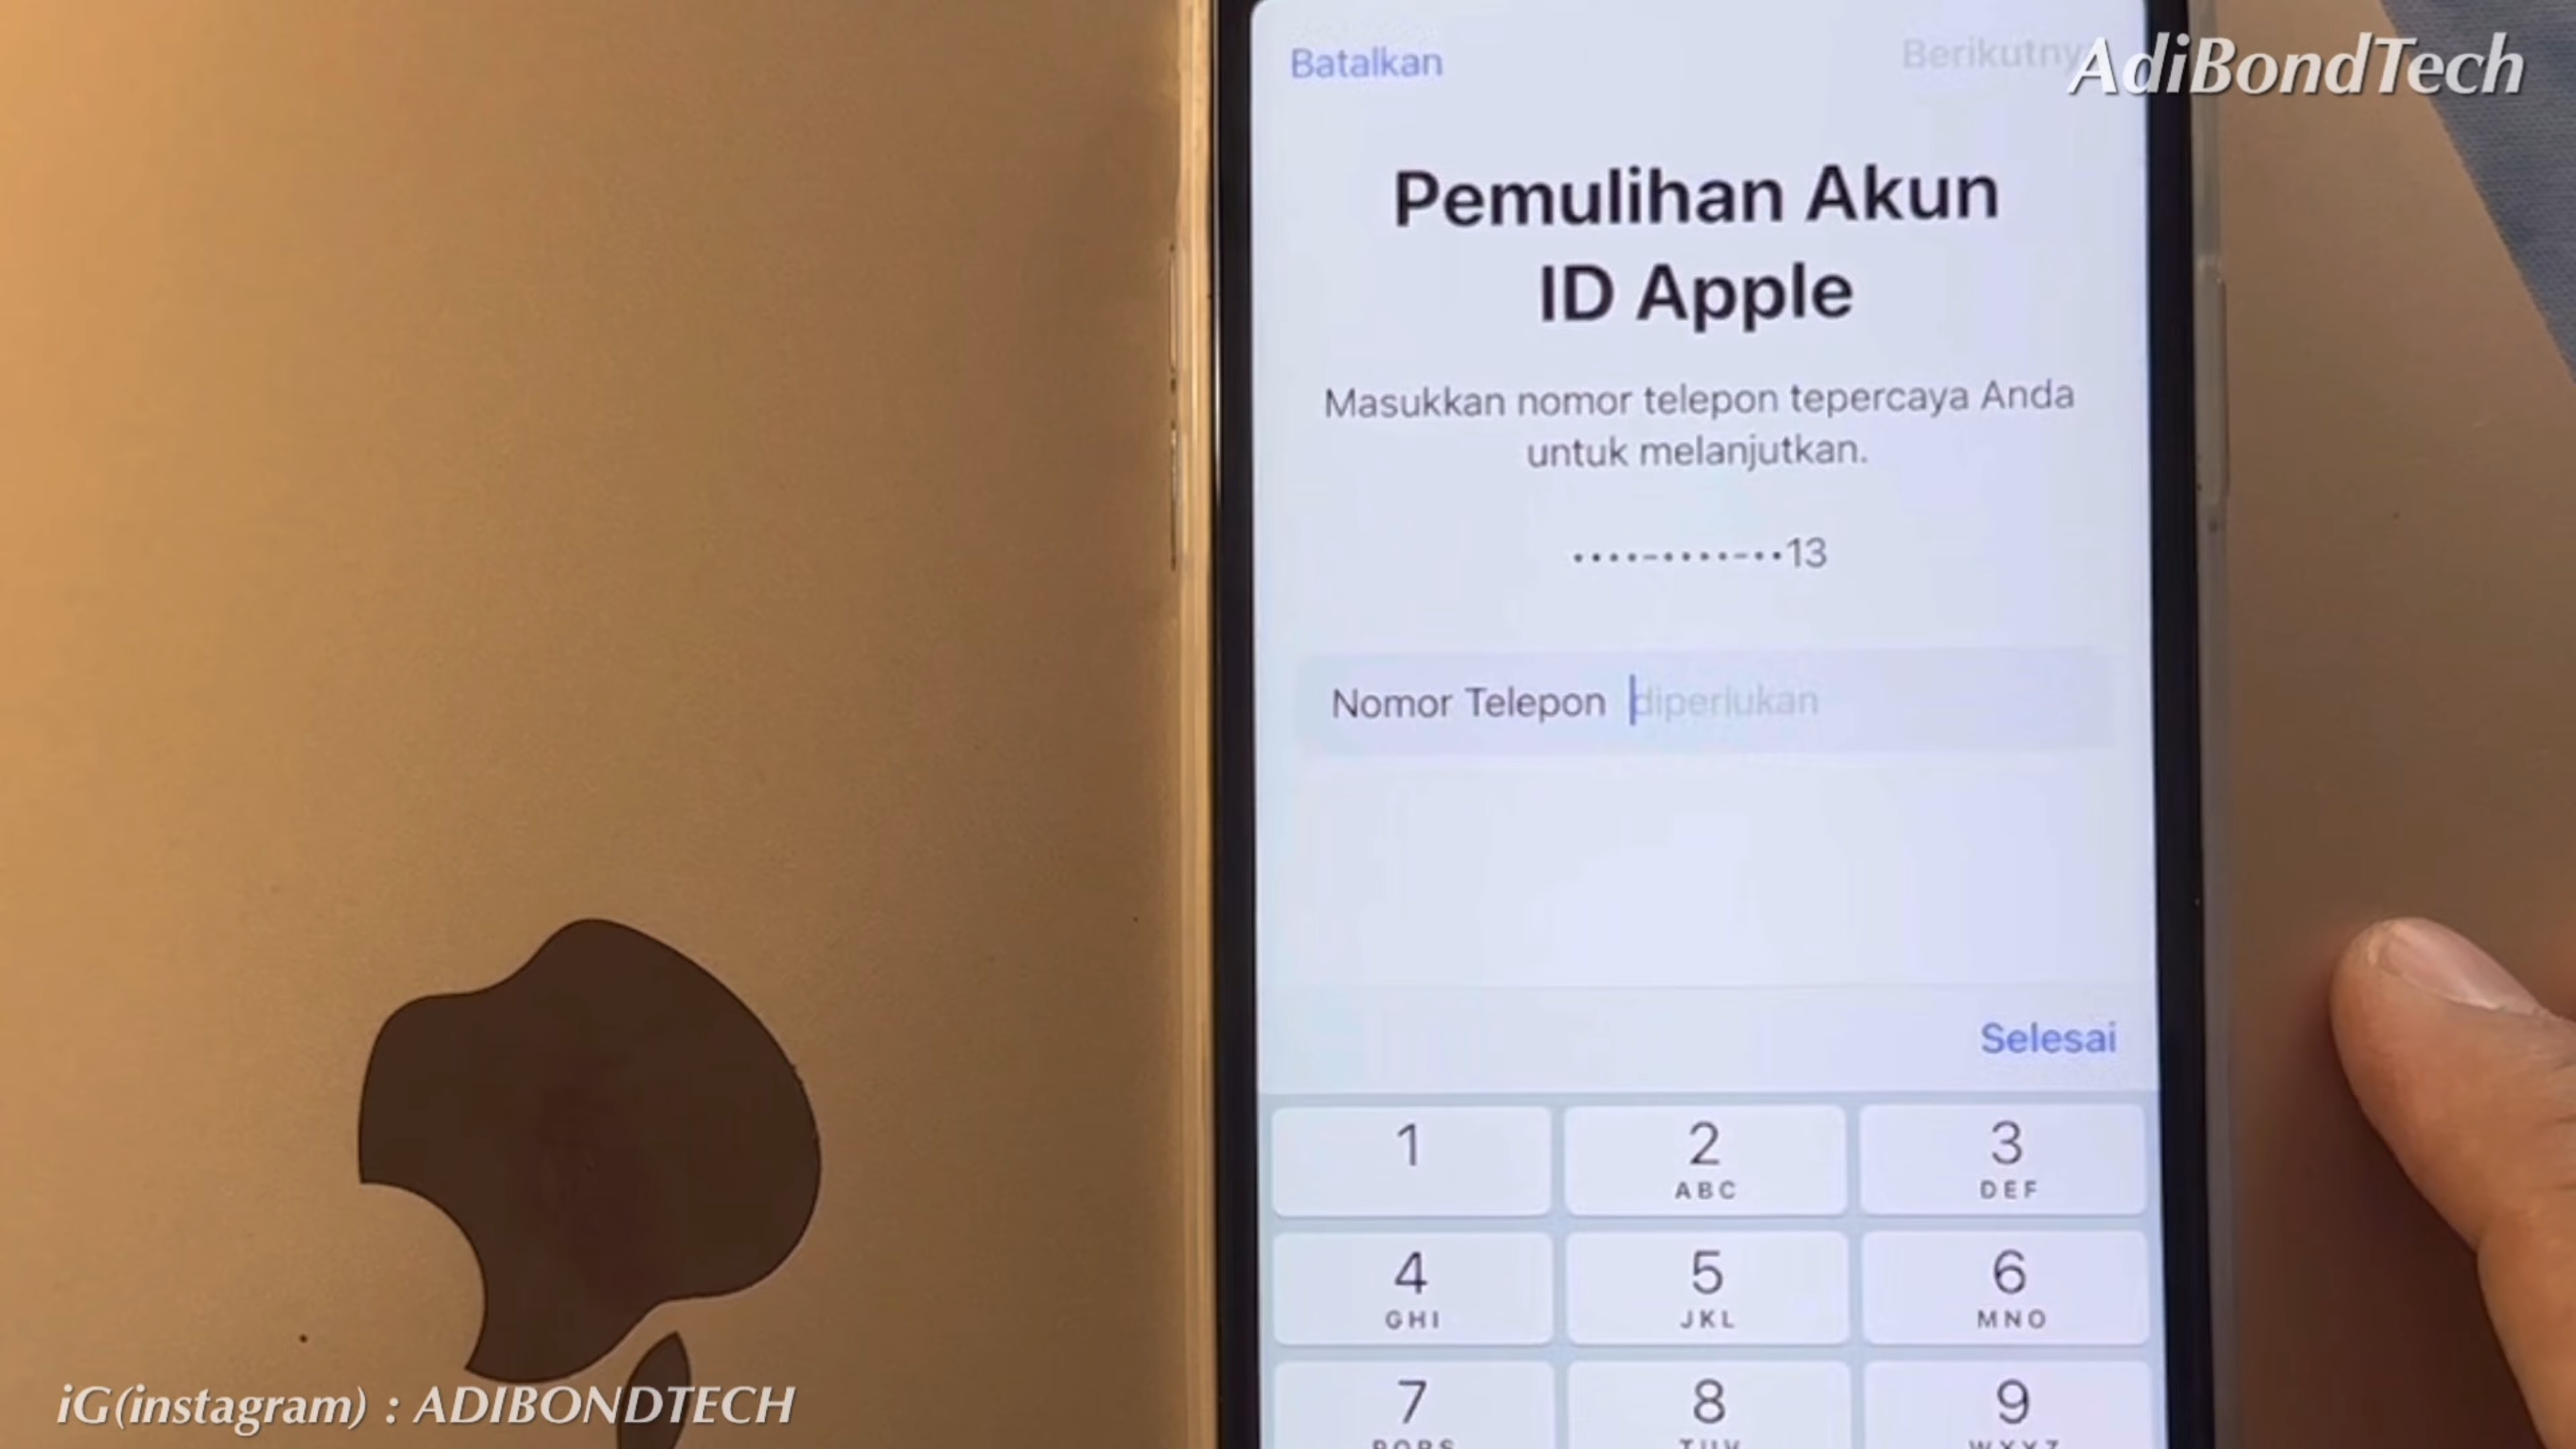 Batalkan
AdiBondTech
Pemulihan Akun
ID Apple
Masukkan nomor telepon tepercaya Anda
untuk melanjutkan.
••••-••••-••13
Nomor Telepon diperlukan
Selesai
1
2
3
ABC
DEF
4
5
6
GHI
JKL
MNO
7
8
9
iG(instagram) : ADIBONDTECH